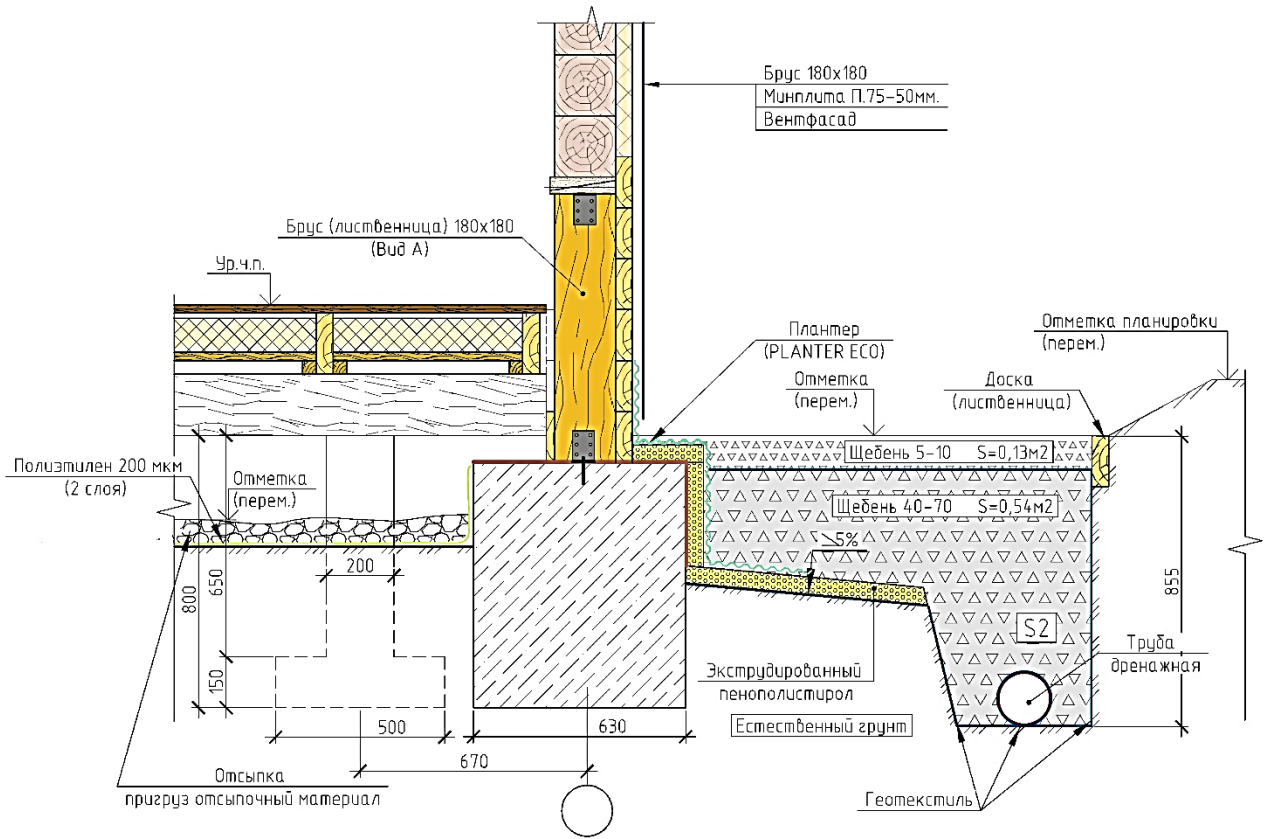 Брус 180х180
Минплита П.75-50мм.
Вентфасад
Брус (лиственница) 180х180
(Вид А)
Ур.ч.п.
Плантер
(PLANTER ECO)
Отметка планировки
(перем.)
Отметка
(перем.)
Доска
(лиственница)
Щебень 5-10 S=0,13м2
Полиэтилен 200 мкм
(2 слоя)
Отметка
(перем.)
Щебень 40-70 S=0,54м2
5%
200
650
800
855
S2
Труба
дренажная
Экструдированный
пенополистирол
150
Естественный грунт
500
630
670
Отсыпка
пригруз отсыпочный материал
Геотекстиль